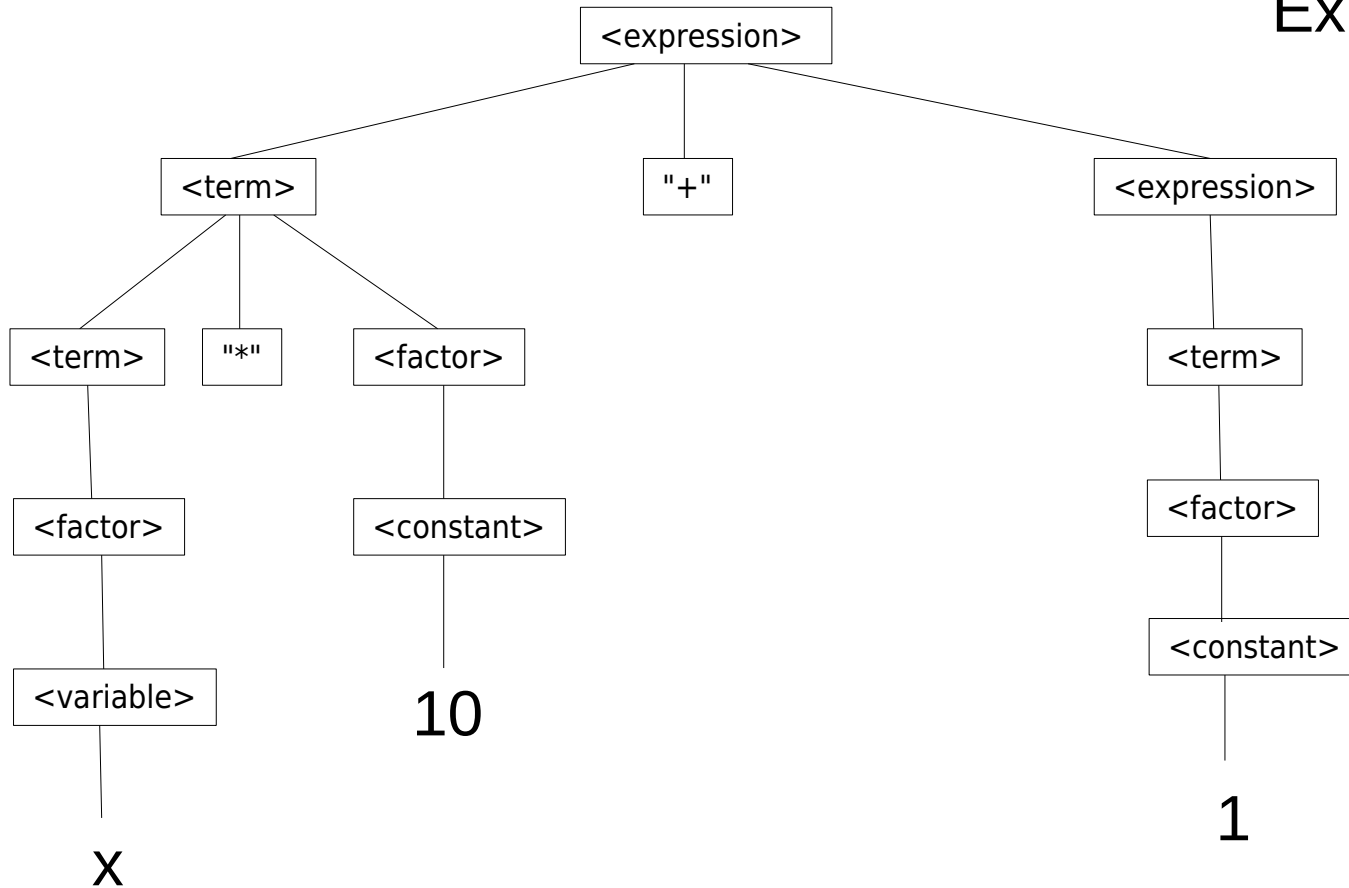 Ex
<expression>
<term>
"+"
<expression>
<term>
"*"
<factor>
<term>
<factor>
<constant>
<factor>
<constant>
<variable>
10
1
x